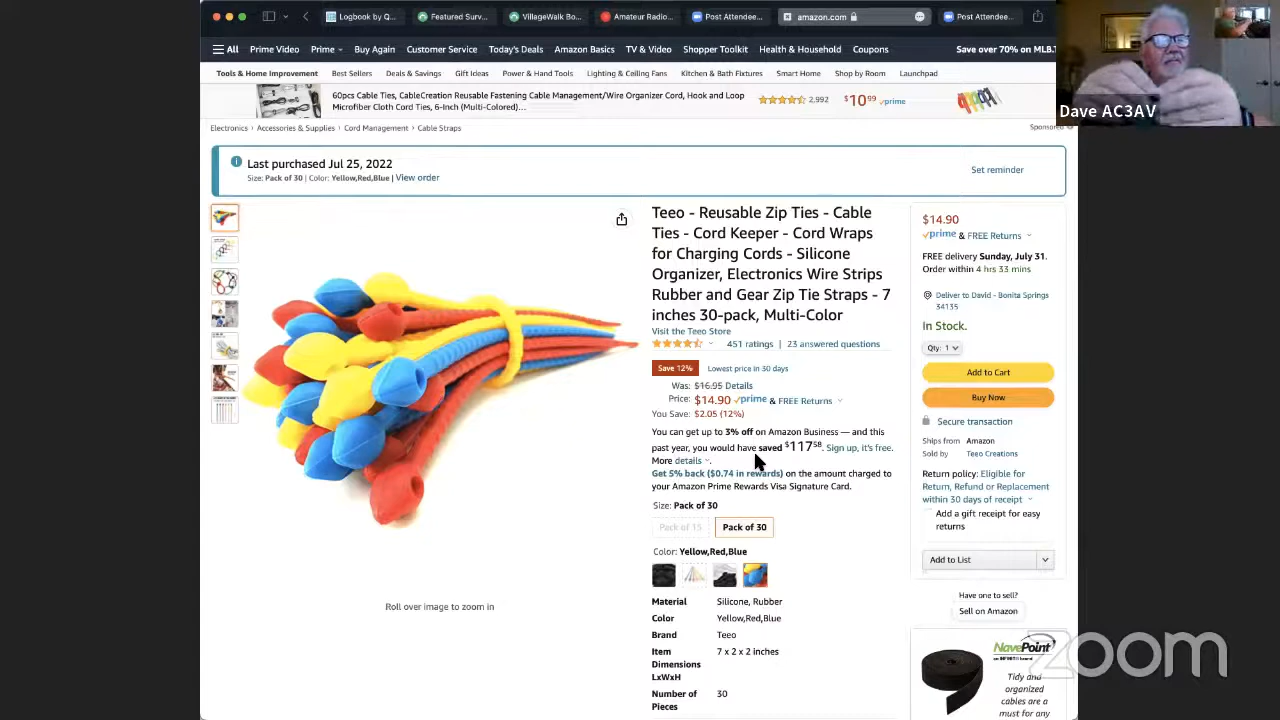 Logbook by Q...
Featured Surv...
VillageWalk Bo...
Amateur Radio...
Post Attendee...
amazon.com
Post Attendee...
All
Prime Video
Prime
Buy Again
Customer Service
Today's Deals
Amazon Basics
TV & Video
Shopper Toolkit
Health & Household
Coupons
Save over 70% on MLB.T
Tools & Home Improvement
Best Sellers
Deals & Savings
Gift Ideas
Power & Hand Tools
Lighting & Ceiling Fans
Kitchen & Bath Fixtures
Smart Home
Shop by Room
Launchpad
60pcs Cable Ties, CableCreation Reusable Fastening Cable Management/Wire Organizer Cord, Hook and Loop
Microfiber Cloth Cord Ties, 6-Inch (Multi-Colored)...
2,992
$10.99 prime
Dave AC3AV
Electronics › Accessories & Supplies › Cord Management › Cable Straps
Sponsored
Last purchased Jul 25, 2022
Size: Pack of 30 | Color: Yellow,Red,Blue | View order
Set reminder
Teeo - Reusable Zip Ties - Cable
Ties - Cord Keeper - Cord Wraps
for Charging Cords - Silicone
Organizer, Electronics Wire Strips
Rubber and Gear Zip Tie Straps - 7
inches 30-pack, Multi-Color
Visit the Teeo Store
451 ratings | 23 answered questions
Save 12%
Lowest price in 30 days
Was: $16.95 Details
Price: $14.90 prime & FREE Returns
You Save: $2.05 (12%)
You can get up to 3% off on Amazon Business — and this
past year, you would have saved $117.58. Sign up, it's free.
More details
Get 5% back ($0.74 in rewards) on the amount charged to
your Amazon Prime Rewards Visa Signature Card.
Size: Pack of 30
Pack of 15
Pack of 30
Color: Yellow,Red,Blue
Material Silicone, Rubber
Color Yellow,Red,Blue
Brand Teeo
Item 7 x 2 x 2 inches
Dimensions
LxWxH
Number of 30
Pieces
Roll over image to zoom in
$14.90
prime & FREE Returns
FREE delivery Sunday, July 31.
Order within 4 hrs 33 mins
Deliver to David - Bonita Springs
34135
In Stock.
Qty: 1
Add to Cart
Buy Now
Secure transaction
Ships from Amazon
Sold by Teeo Creations
Return policy: Eligible for
Return, Refund or Replacement
within 30 days of receipt
Add a gift receipt for easy
returns
Add to List
Have one to sell?
Sell on Amazon
NavePoint
Tidy and
organized
cables are a
must for any
zoom